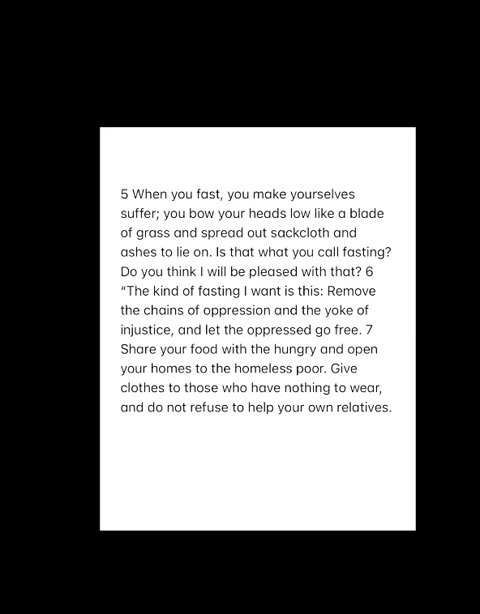 5 When you fast, you make yourselves
suffer; you bow your heads low like a blade
of grass and spread out sackcloth and
ashes to lie on. Is that what you call fasting?
Do you think I will be pleased with that? 6
“The kind of fasting I want is this: Remove
the chains of oppression and the yoke of
injustice, and let the oppressed go free. 7
Share your food with the hungry and open
your homes to the homeless poor. Give
clothes to those who have nothing to wear,
and do not refuse to help your own relatives.